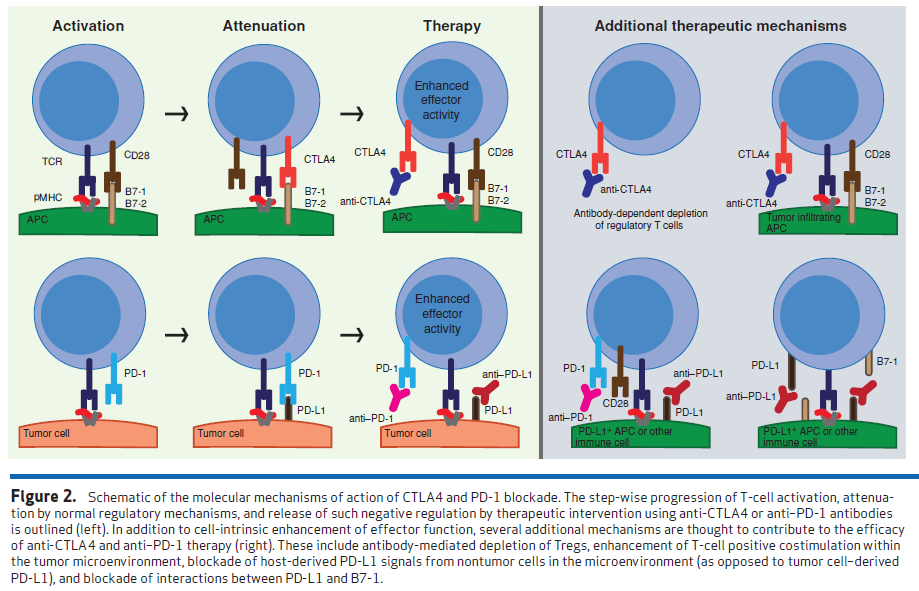 Activation
Attenuation
Therapy
Additional therapeutic mechanisms
TCR
CD28
pMHC
B7-1
B7-2
APC
CTLA4
B7-1
B7-2
APC
Enhanced
effector
activity
CTLA4
CD28
anti-CTLA4
B7-1
B7-2
APC
CTLA4
anti-CTLA4
Antibody-dependent depletion
of regulatory T cells
CTLA4
CD28
anti-CTLA4
B7-1
B7-2
Tumor infiltrating
APC
PD-1
Tumor cell
PD-1
PD-L1
Tumor cell
Enhanced
effector
activity
PD-1
anti–PD-L1
anti–PD-1
PD-L1
Tumor cell
PD-1
anti–PD-L1
CD28
anti–PD-1
PD-L1
PD-L1+ APC or other
immune cell
PD-L1
B7-1
anti–PD-L1
PD-L1+ APC or other
immune cell
Figure 2. Schematic of the molecular mechanisms of action of CTLA4 and PD-1 blockade. The step-wise progression of T-cell activation, attenua-
tion by normal regulatory mechanisms, and release of such negative regulation by therapeutic intervention using anti-CTLA4 or anti–PD-1 antibodies
is outlined (left). In addition to cell-intrinsic enhancement of effector function, several additional mechanisms are thought to contribute to the efficacy
of anti-CTLA4 and anti–PD-1 therapy (right). These include antibody-mediated depletion of Tregs, enhancement of T-cell positive costimulation within
the tumor microenvironment, blockade of host-derived PD-L1 signals from nontumor cells in the microenvironment (as opposed to tumor cell–derived
PD-L1), and blockade of interactions between PD-L1 and B7-1.